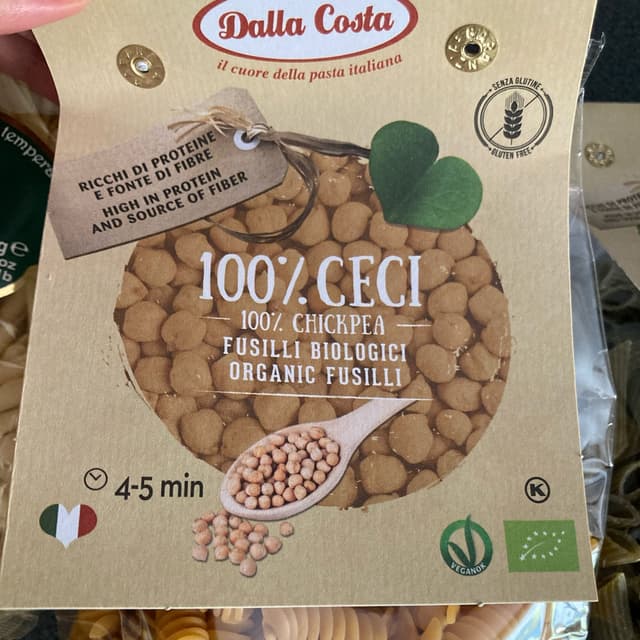 Dalla Costa
il cuore della pasta italiana
SENZA GLUTINE
GLUTEN FREE
RICCHI DI PROTEINE
E FONTE DI FIBRE
HIGH IN PROTEIN
AND SOURCE OF FIBER
100% CECI
100% CHICKPEA
FUSILLI BIOLOGICI
ORGANIC FUSILLI
4-5 min
K
VEGANOK